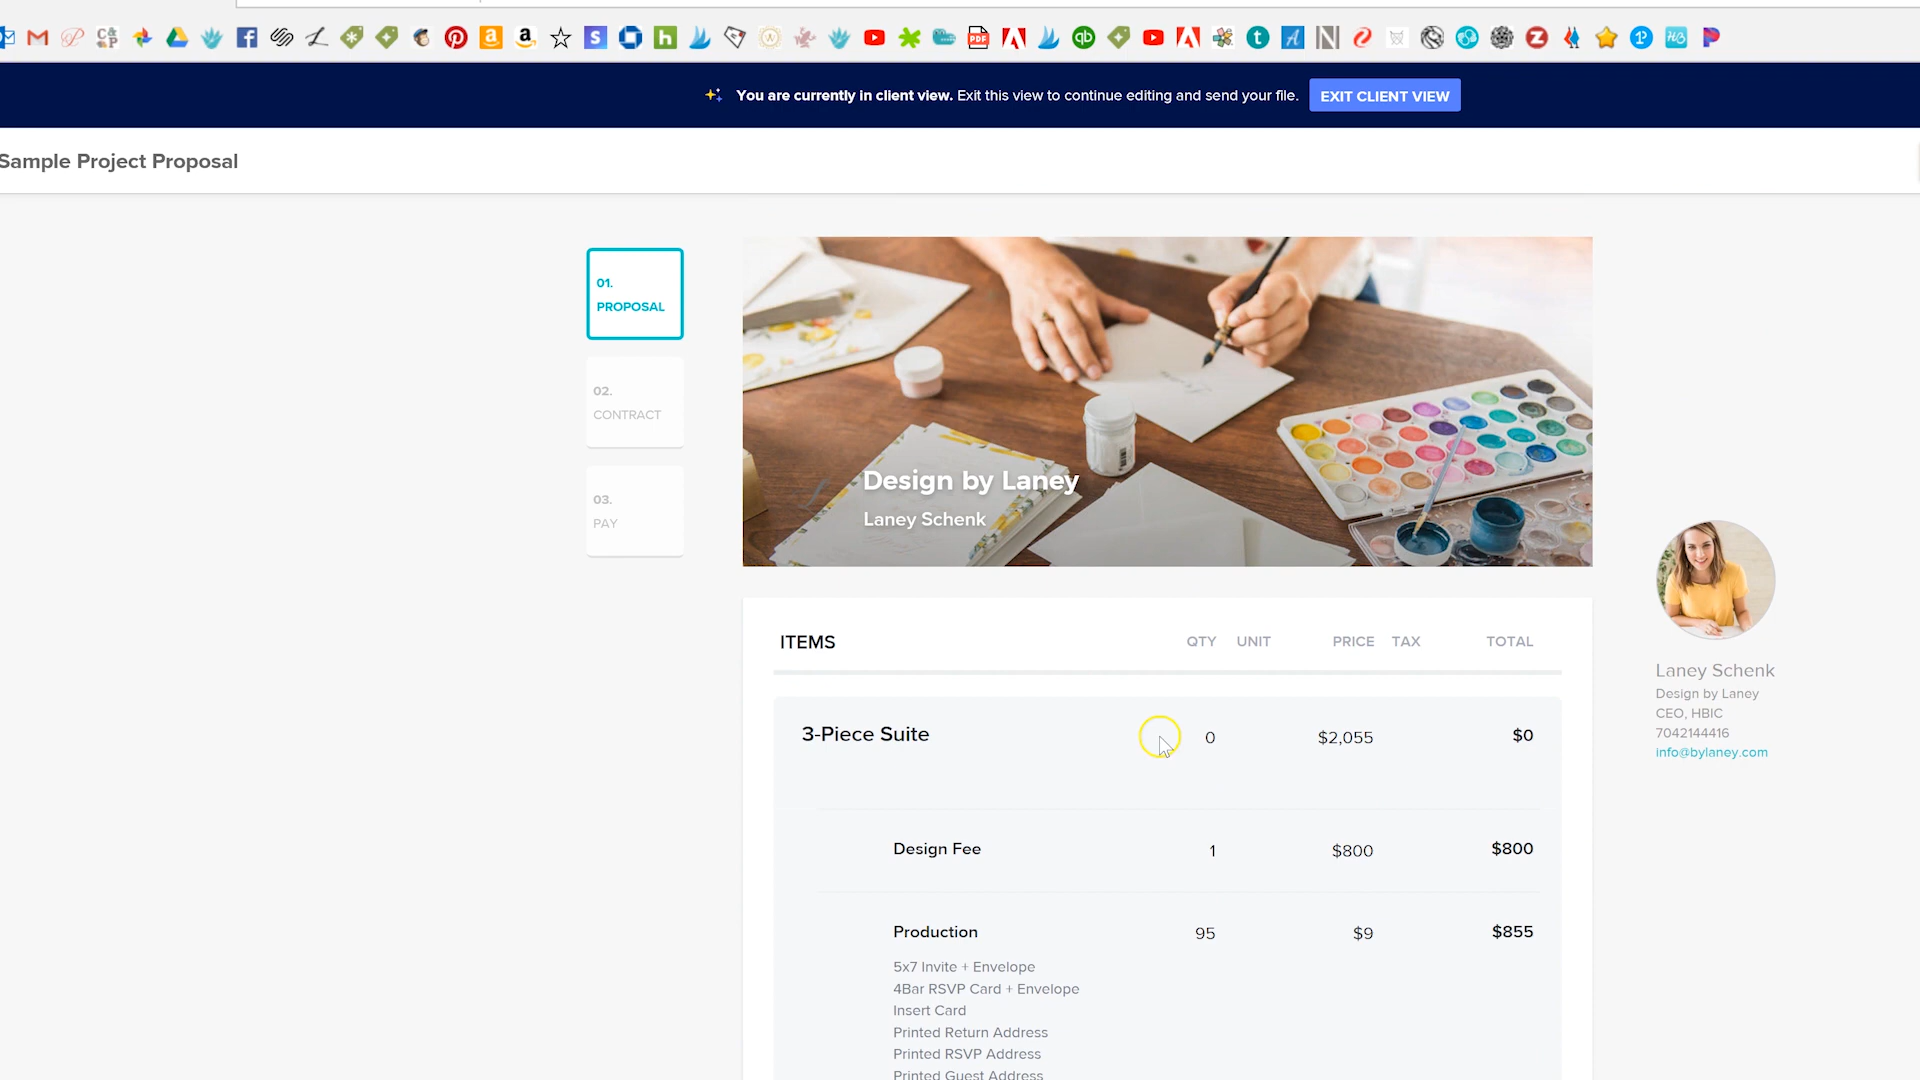 You are currently in client view. Exit this view to continue editing and send your file. EXIT CLIENT VIEW
Sample Project Proposal
01.
PROPOSAL
02.
CONTRACT
03.
PAY
Design by Laney
Laney Schenk
ITEMS QTY UNIT PRICE TAX TOTAL
3-Piece Suite 0 $2,055 $0
Design Fee 1 $800 $800
Production 95 $9 $855
5x7 Invite + Envelope
4Bar RSVP Card + Envelope
Insert Card
Printed Return Address
Printed RSVP Address
Printed Guest Address
Laney Schenk
Design by Laney
CEO, HBIC
7042144416
info@bylaney.com